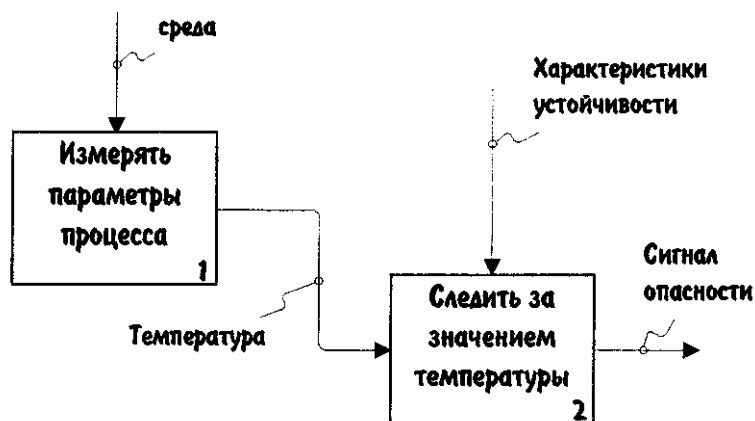 среда
Характеристики
устойчивости
Измерять
параметры
процесса
1
Температура
Следить за
значением
температуры
2
Сигнал
опасности